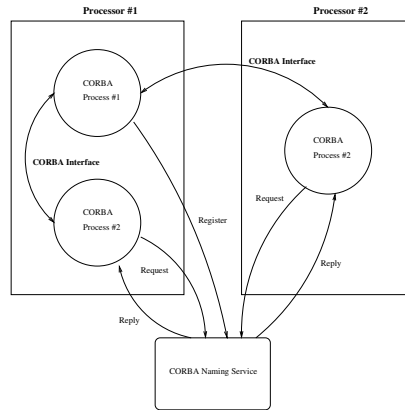 Processor #1
Processor #2
CORBA Interface
CORBA
Process #1
CORBA
Process #2
CORBA Interface
CORBA
Process #2
Register
Request
Request
Reply
Reply
CORBA Naming Service